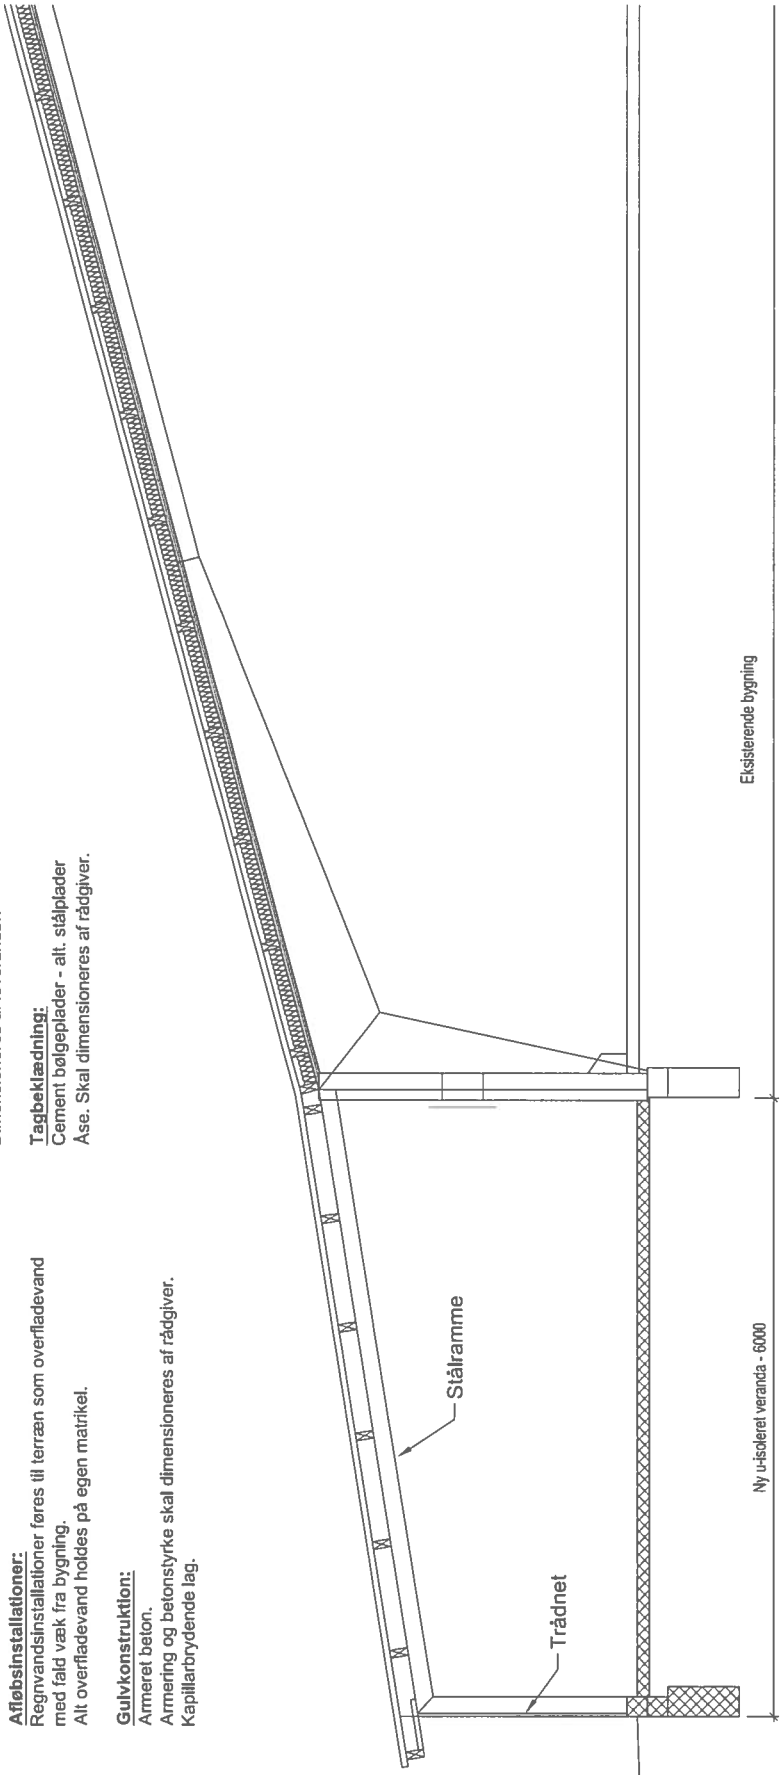 Afløbsinstallationer:
Regnvandsinstallationer føres til terræn som overfladevand
med fald væk fra bygning.
Alt overfladevand holdes på egen matrikel.
Gulvkonstruktion:
Armeret beton.
Armering og betonstyrke skal dimensioneres af rådgiver.
Kapillarbrydende lag.
Tagbeklædning:
Cement bølgeplader - alt. stålplader
Åse. Skal dimensioneres af rådgiver.
Stålramme
Trådnet
Ny u-isoleret veranda - 6000
Eksisterende bygning